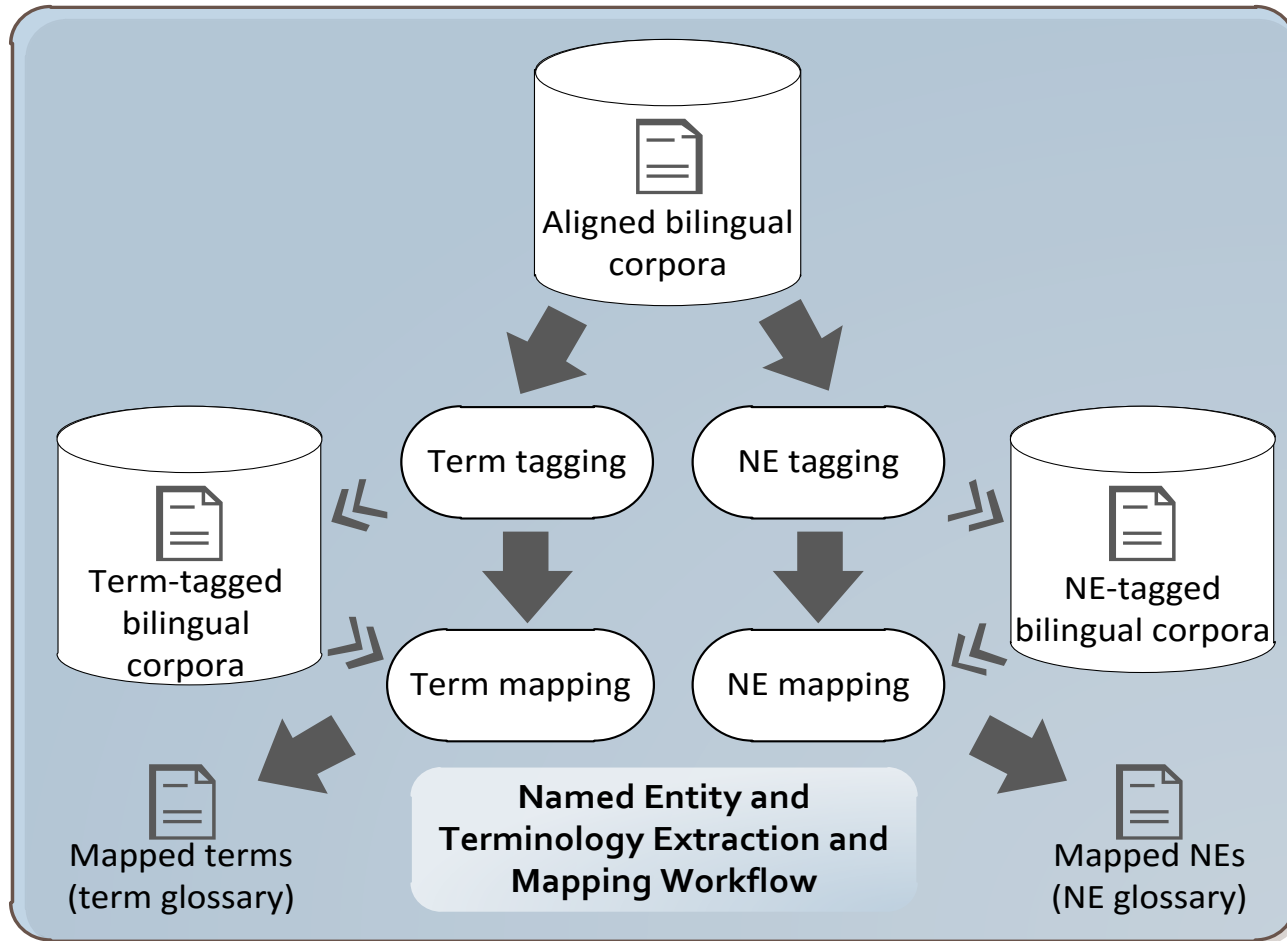 Aligned bilingual
corpora
Term tagging
NE tagging
Term-tagged
bilingual
corpora
NE-tagged
bilingual corpora
Term mapping
NE mapping
Named Entity and
Terminology Extraction and
Mapping Workflow
Mapped terms
(term glossary)
Mapped NEs
(NE glossary)